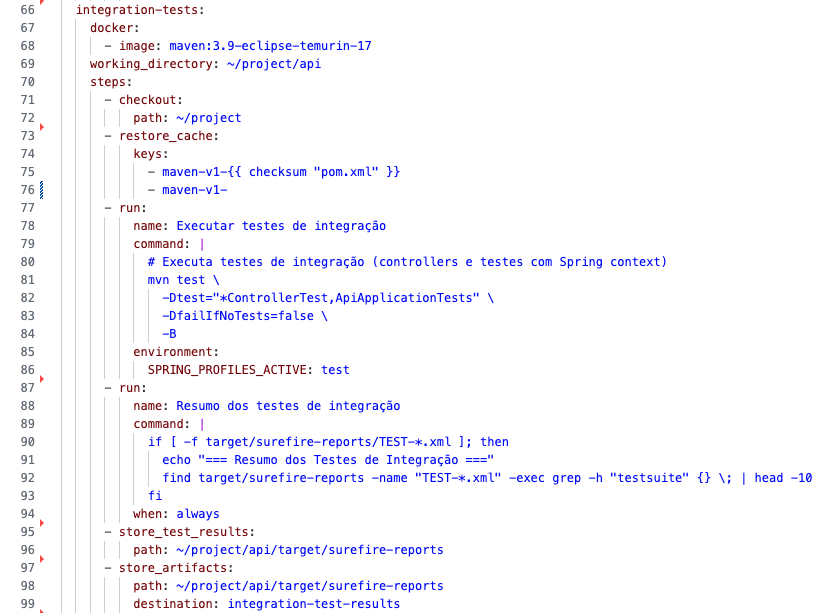 66 integration-tests:
67 docker:
68 - image: maven:3.9-eclipse-temurin-17
69 working_directory: ~/project/api
70 steps:
71 - checkout:
72 path: ~/project
73 - restore_cache:
74 keys:
75 - maven-v1-{{ checksum "pom.xml" }}
76 - maven-v1-
77 - run:
78 name: Executar testes de integração
79 command: |
80 # Executa testes de integração (controllers e testes com Spring context)
81 mvn test \
82 -Dtest="*ControllerTest,ApiApplicationTests" \
83 -DfailIfNoTests=false \
84 -B
85 environment:
86 SPRING_PROFILES_ACTIVE: test
87 - run:
88 name: Resumo dos testes de integração
89 command: |
90 if [ -f target/surefire-reports/TEST-*.xml ]; then
91 echo "=== Resumo dos Testes de Integração ==="
92 find target/surefire-reports -name "TEST-*.xml" -exec grep -h "testsuite" {} \; | head -10
93 fi
94 when: always
95 - store_test_results:
96 path: ~/project/api/target/surefire-reports
97 - store_artifacts:
98 path: ~/project/api/target/surefire-reports
99 destination: integration-test-results